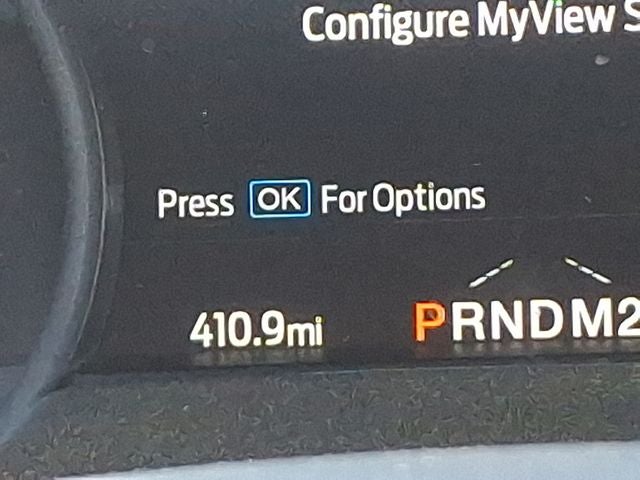 Configure MyView S
Press OK For Options
410.9mi
PRNDM2